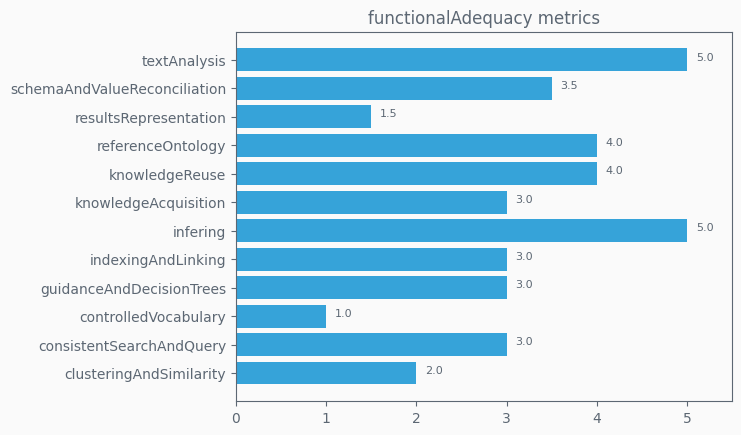 functionalAdequacy metrics
textAnalysis 5.0
schemaAndValueReconciliation 3.5
resultsRepresentation 1.5
referenceOntology 4.0
knowledgeReuse 4.0
knowledgeAcquisition 3.0
infering 5.0
indexingAndLinking 3.0
guidanceAndDecisionTrees 3.0
controlledVocabulary 1.0
consistentSearchAndQuery 3.0
clusteringAndSimilarity 2.0
0 1 2 3 4 5